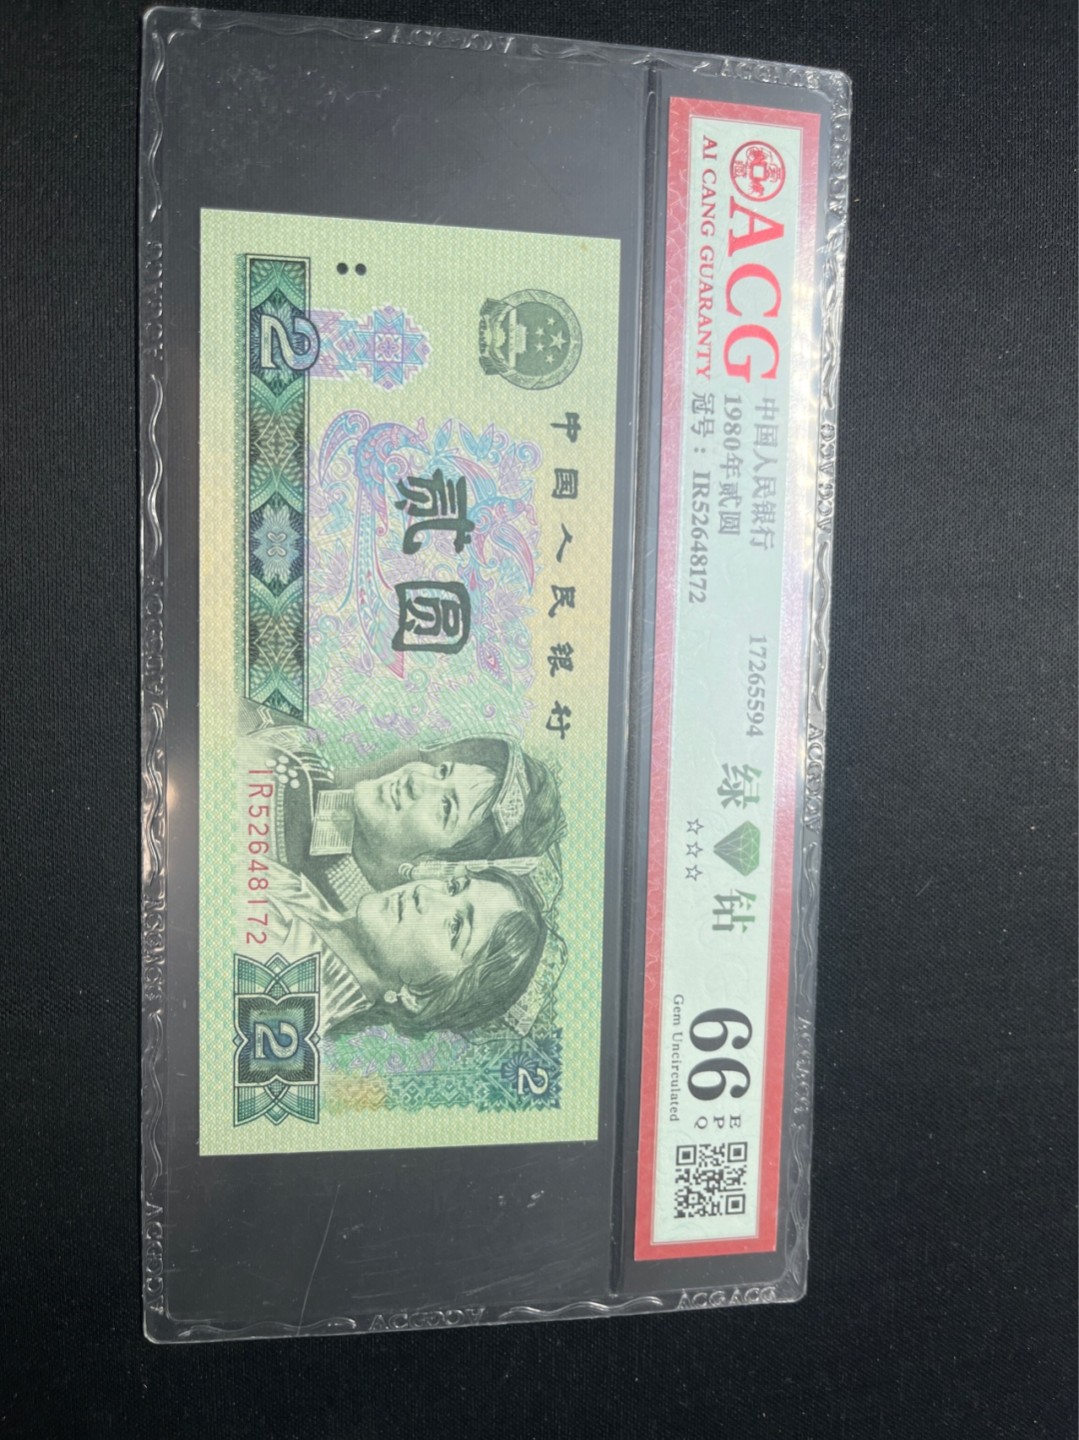 ACG
AI CANG GUARANTY
中国人民银行
1980年贰圆
冠号：IR52648172
17265594
绿 钻
☆☆☆
66
EPQ
Gem Uncirculated
中国人民银行
贰圆
2
IR52648172
2
2